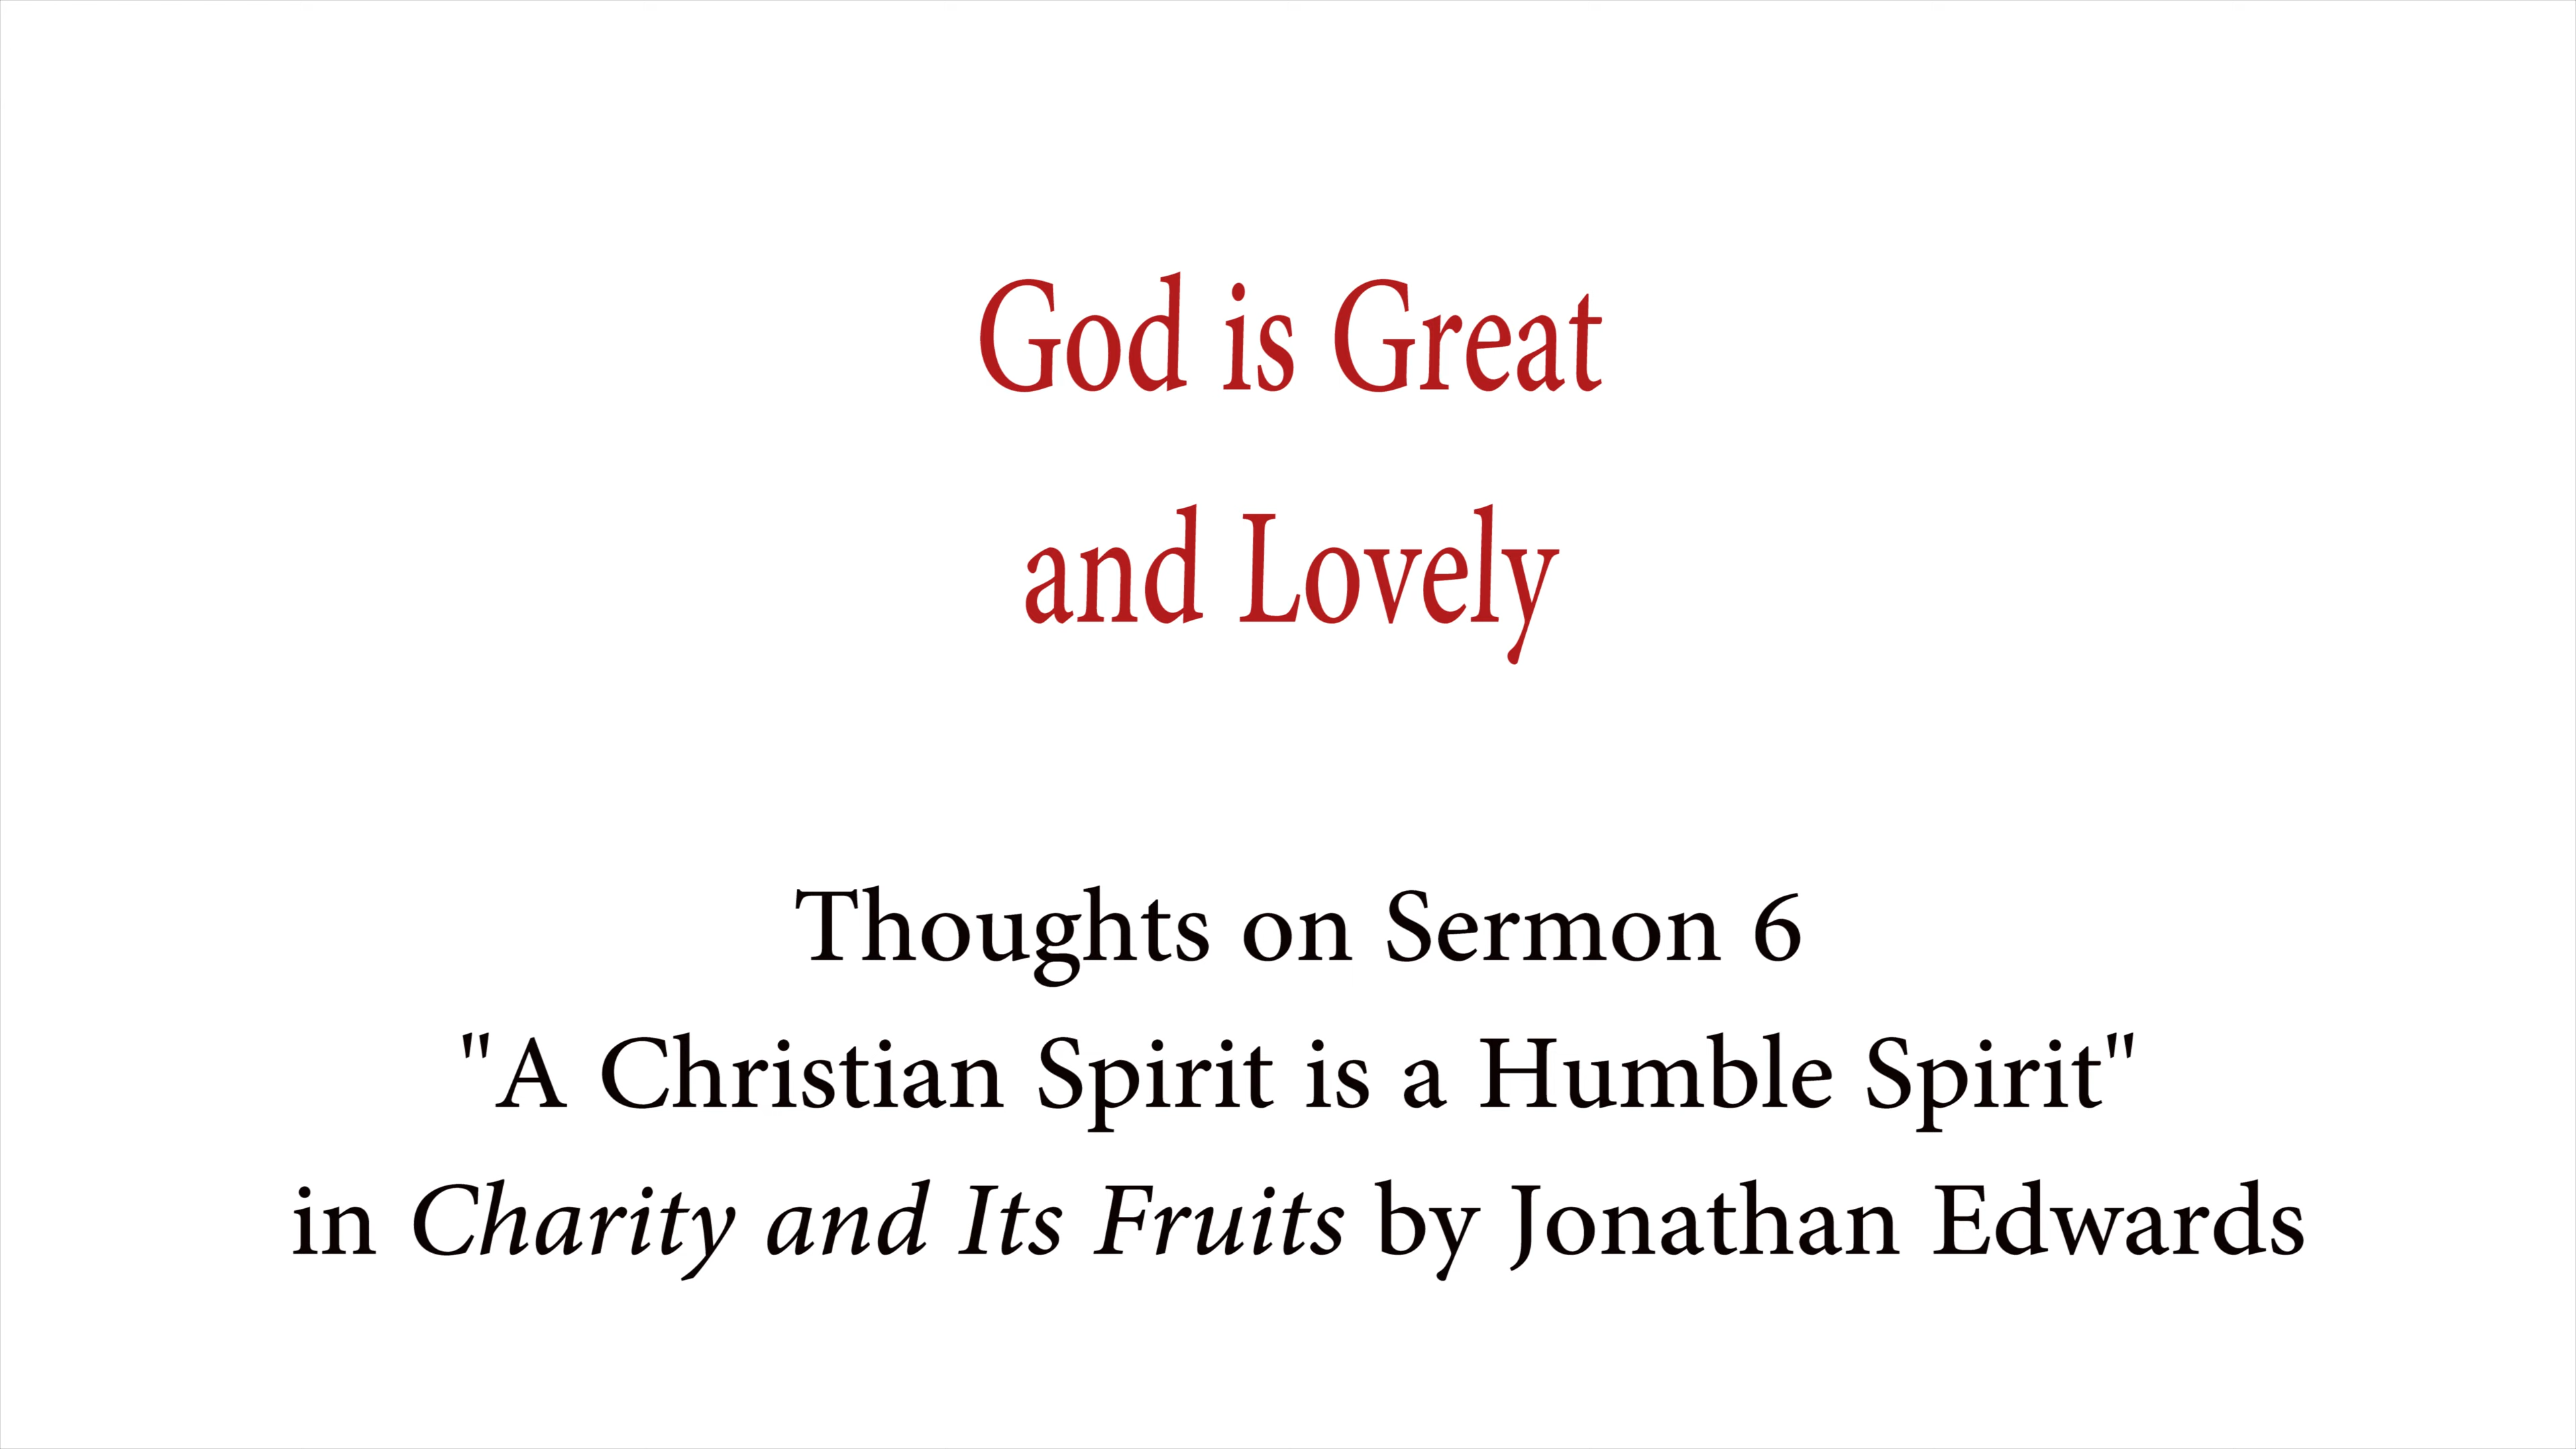 God is Great
and Lovely
Thoughts on Sermon 6
"A Christian Spirit is a Humble Spirit"
in Charity and Its Fruits by Jonathan Edwards